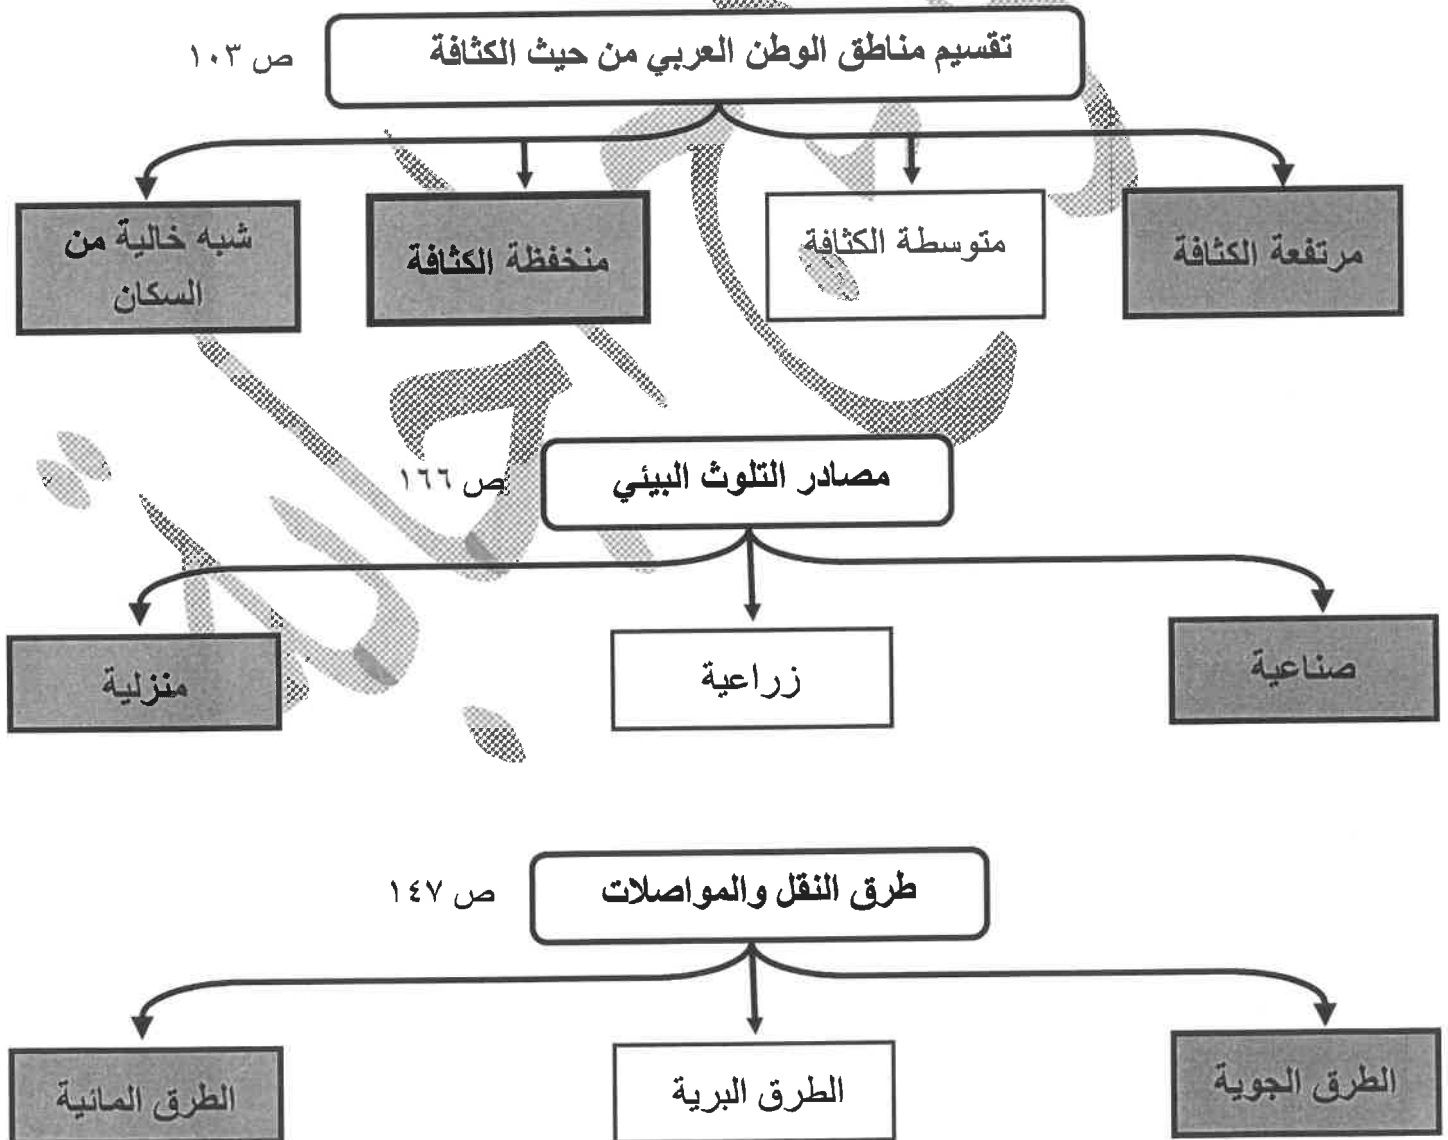 تقسيم مناطق الوطن العربي من حيث الكثافة
ص ١٠٣
مرتفعة الكثافة
متوسطة الكثافة
منخفظة الكثافة
شبه خالية من
السكان
مصادر التلوث البيئي
ص ١٦٦
صناعية
زراعية
منزلية
طرق النقل والمواصلات
ص ١٤٧
الطرق الجوية
الطرق البرية
الطرق المائية